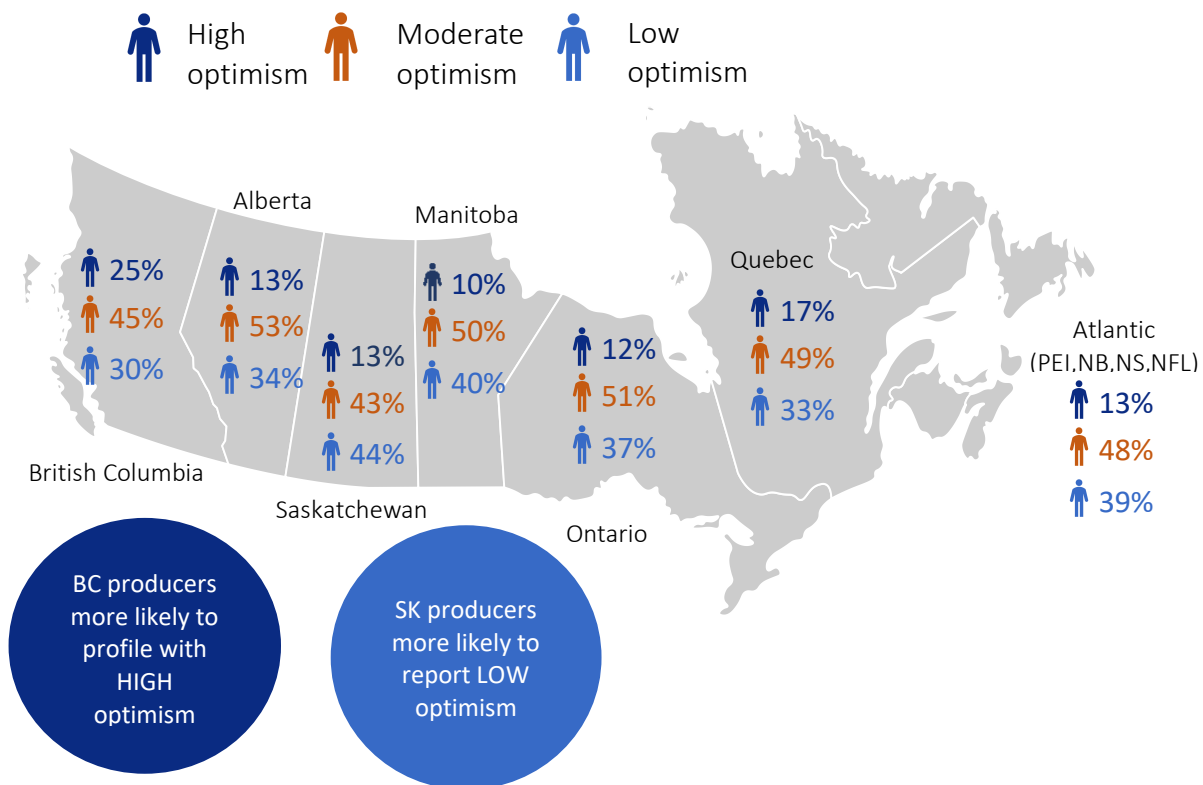 High
optimism
Moderate
optimism
Low
optimism
Alberta
Manitoba
Quebec
25%
45%
30%
13%
53%
34%
13%
43%
44%
10%
50%
40%
12%
51%
37%
17%
49%
33%
Atlantic
(PEI,NB,NS,NFL)
13%
48%
39%
British Columbia
Saskatchewan
Ontario
BC producers
more likely to
profile with
HIGH
optimism
SK producers
more likely to
report LOW
optimism